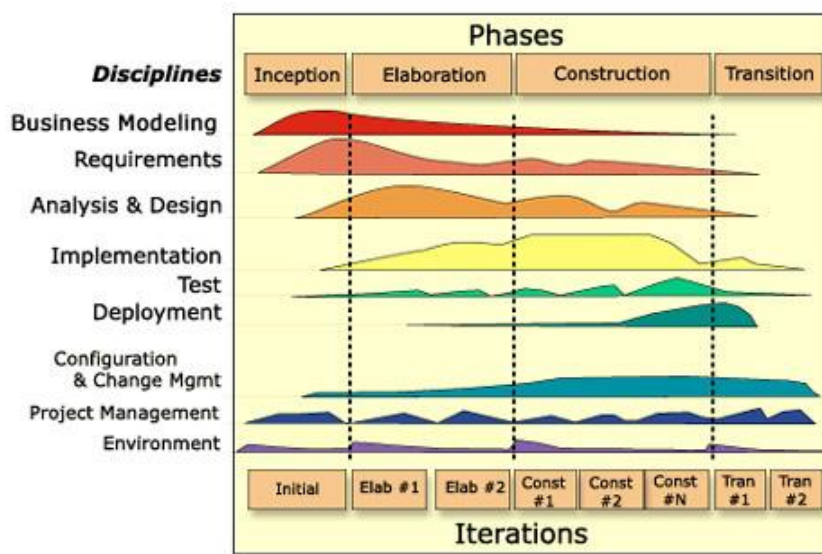 Phases
Disciplines Inception Elaboration Construction Transition
Business Modeling
Requirements
Analysis & Design
Implementation
Test
Deployment
Configuration
& Change Mgmt
Project Management
Environment
Initial Elab #1 Elab #2 Const #1 Const #2 Const #N Tran #1 Tran #2
Iterations